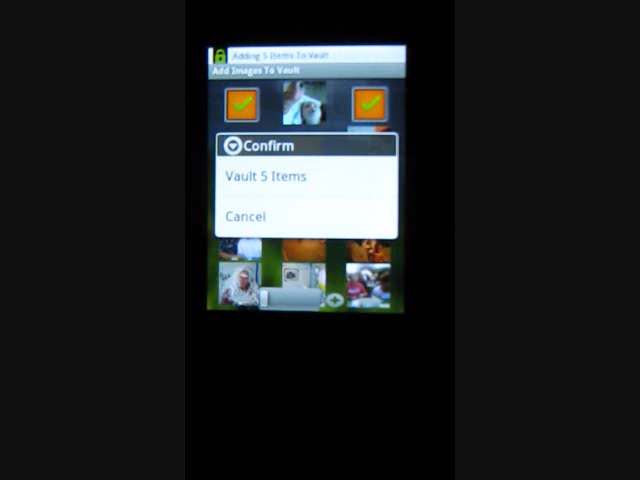 Adding 5 Items To Vault
Add Images To Vault
Confirm
Vault 5 Items
Cancel